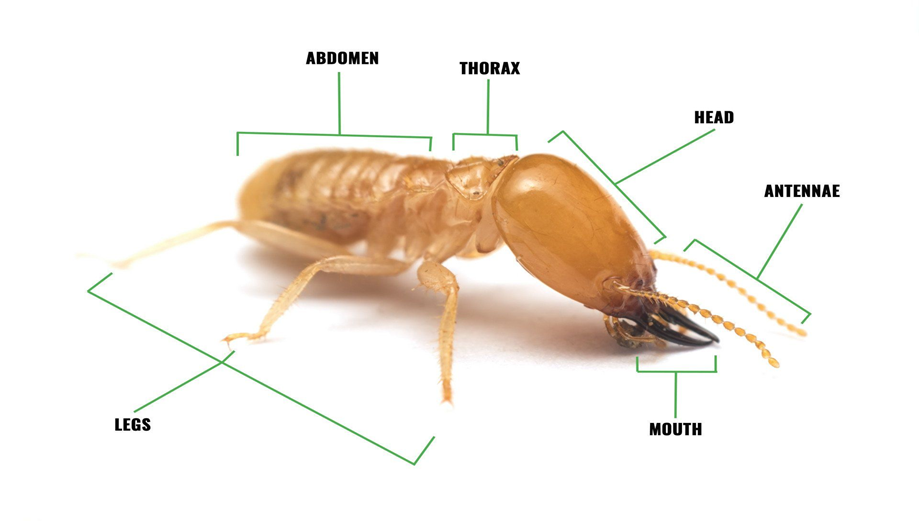 ABDOMEN
THORAX
HEAD
ANTENNAE
LEGS
MOUTH